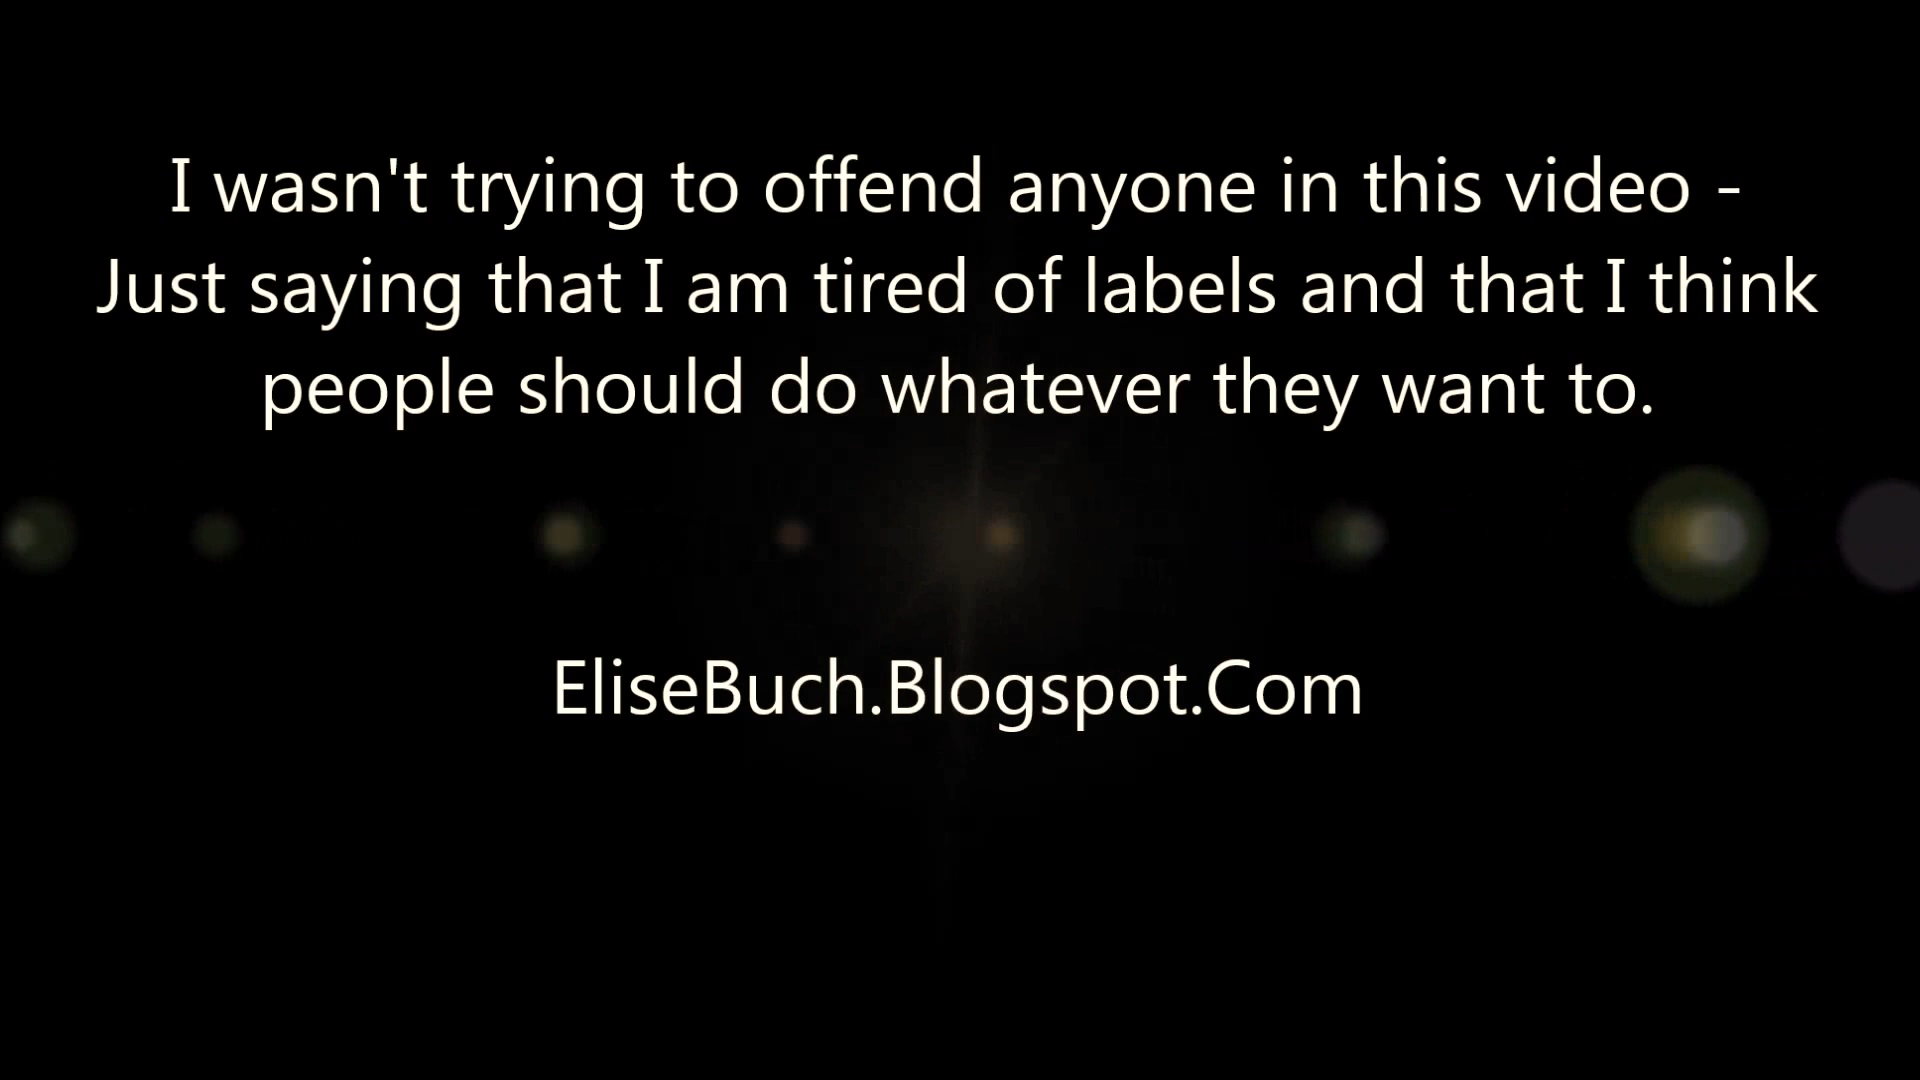 I wasn't trying to offend anyone in this video -
Just saying that I am tired of labels and that I think
people should do whatever they want to.
EliseBuch.Blogspot.Com